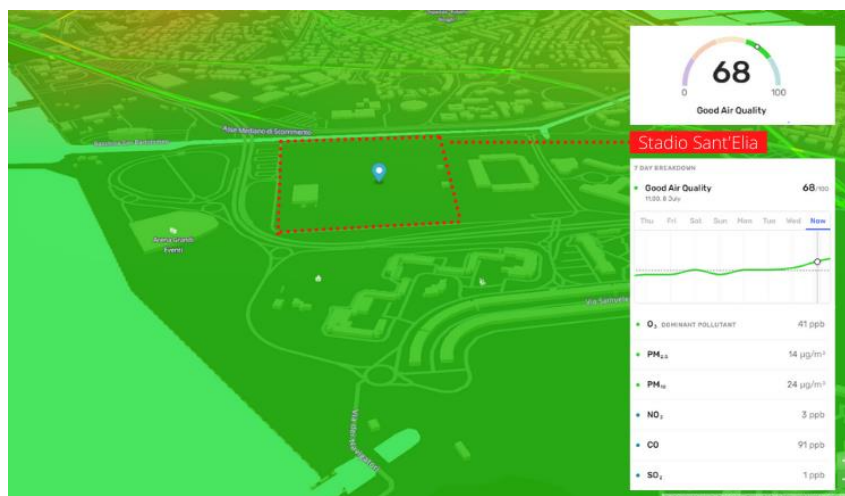 68
0
100
Good Air Quality
Stadio Sant'Elia
7 DAY BREAKDOWN
Good Air Quality
68/100
11:00, 8 July
Thu Fri Sat Sun Mon Tue Wed Now
O₃ DOMINANT POLLUTANT 41 ppb
PM₂.₅ 14 µg/m³
PM₁₀ 24 µg/m³
NO₂ 3 ppb
CO 91 ppb
SO₂ 1 ppb
Asse Mediano di Scorrimento
Arena Grandi
Eventi
Via Samuele